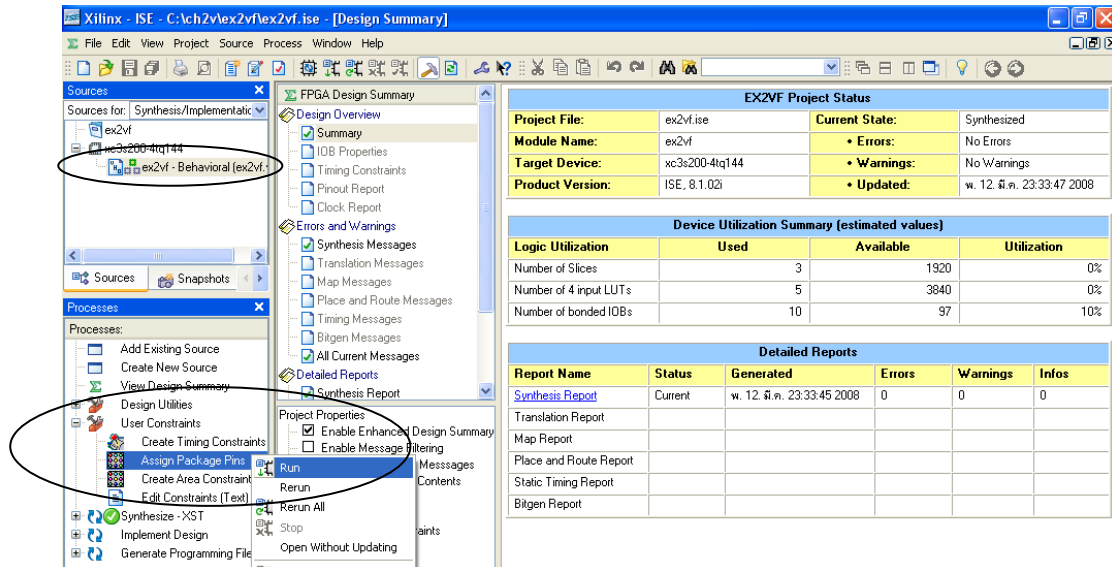 Xilinx - ISE - C:\ch2v\ex2vf\ex2vf.ise - [Design Summary]
File Edit View Project Source Process Window Help
Sources
Sources for: Synthesis/Implementatic
ex2vf
xc3s200-4tq144
ex2vf - Behavioral (ex2vf.
Sources Snapshots
Processes
Processes:
Add Existing Source
Create New Source
View Design Summary
Design Utilities
User Constraints
Create Timing Constraints
Assign Package Pins
Create Area Constraint
Edit Constraints (Text)
Synthesize - XST
Implement Design
Generate Programming File
Run
Rerun
Rerun All
Stop
Open Without Updating
FPGA Design Summary
Design Overview
Summary
IOB Properties
Timing Constraints
Pinout Report
Clock Report
Errors and Warnings
Synthesis Messages
Translation Messages
Map Messages
Place and Route Messages
Timing Messages
Bitgen Messages
All Current Messages
Detailed Reports
Synthesis Report
Project Properties
Enable Enhanced Design Summary
Enable Message Filtering
Messsages
Contents
aints
EX2VF Project Status
Project File: ex2vf.ise Current State: Synthesized
Module Name: ex2vf • Errors: No Errors
Target Device: xc3s200-4tq144 • Warnings: No Warnings
Product Version: ISE, 8.1.02i • Updated: พ. 12. มี.ค. 23:33:47 2008
Device Utilization Summary (estimated values)
Logic Utilization Used Available Utilization
Number of Slices 3 1920 0%
Number of 4 input LUTs 5 3840 0%
Number of bonded IOBs 10 97 10%
Detailed Reports
Report Name Status Generated Errors Warnings Infos
Synthesis Report Current พ. 12. มี.ค. 23:33:45 2008 0 0 0
Translation Report
Map Report
Place and Route Report
Static Timing Report
Bitgen Report